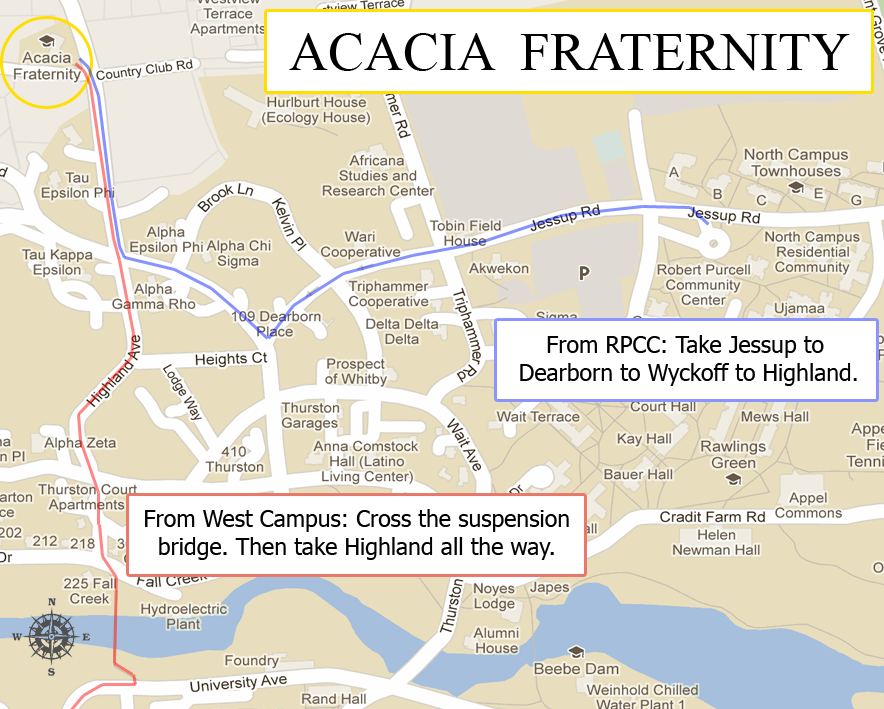 Westview
Terrace
Apartments
Westview Terrace
ACACIA FRATERNITY
Acacia
Fraternity
Country Club Rd
Hurlburt House
(Ecology House)
mer Rd
nt Grove
Africana
Studies and
Research Center
North Campus
Townhouses
A
B
C
E
G
Tau
Epsilon Phi
Brook Ln
Kelvin Pl
Jessup Rd
Jessup Rd
Tobin Field
House
Wari
Cooperative
Alpha
Epsilon Phi
Alpha Chi
Sigma
Tau Kappa
Epsilon
North Campus
Residential
Community
Akwekon
P
Robert Purcell
Community
Center
Alpha
Gamma Rho
Triphammer
Cooperative
Triphammer Rd
Ujamaa
109 Dearborn
Place
Delta Delta
Delta
Sigma
From RPCC: Take Jessup to
Dearborn to Wyckoff to Highland.
Heights Ct
Highland Ave
Lodge Way
Prospect
of Whitby
Thurston
Garages
Wait Ave
Wait Terrace
Court Hall
Mews Hall
Kay Hall
Rawlings
Green
Bauer Hall
Alpha Zeta
410
Thurston
Anna Comstock
Hall (Latino
Living Center)
Appe
Fie
Tenni
na
n Pl
Thurston Court
Apartments
arton
ce
202
212
218
3
Dr
Dr
From West Campus: Cross the suspension
bridge. Then take Highland all the way.
all
Cradit Farm Rd
Appel
Commons
Helen
Newman Hall
225 Fall
Creek
Fall Creek
Hydroelectric
Plant
Thurston
Noyes
Lodge
Japes
O
Alumni
House
N
W
E
S
Foundry
University Ave
Rand Hall
Beebe Dam
Weinhold Chilled
Water Plant 1